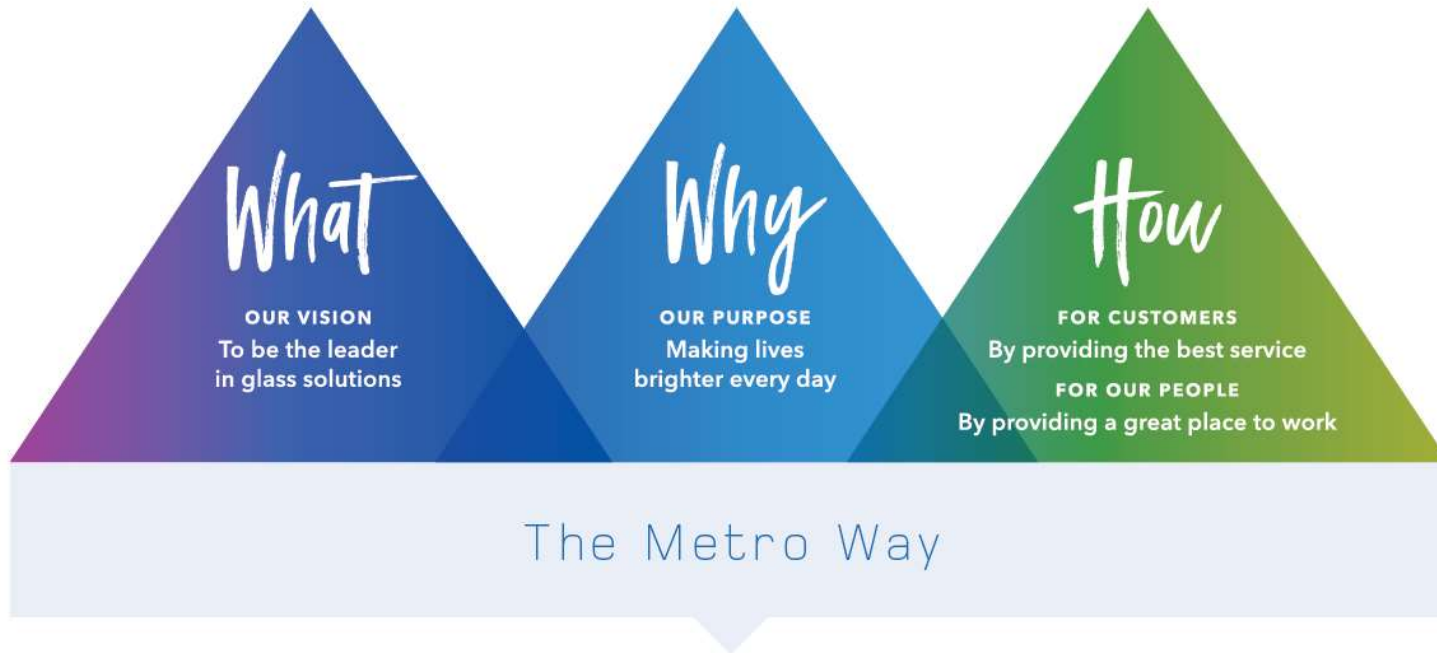 What
OUR VISION
To be the leader
in glass solutions
Why
OUR PURPOSE
Making lives
brighter every day
How
FOR CUSTOMERS
By providing the best service
FOR OUR PEOPLE
By providing a great place to work
The Metro Way